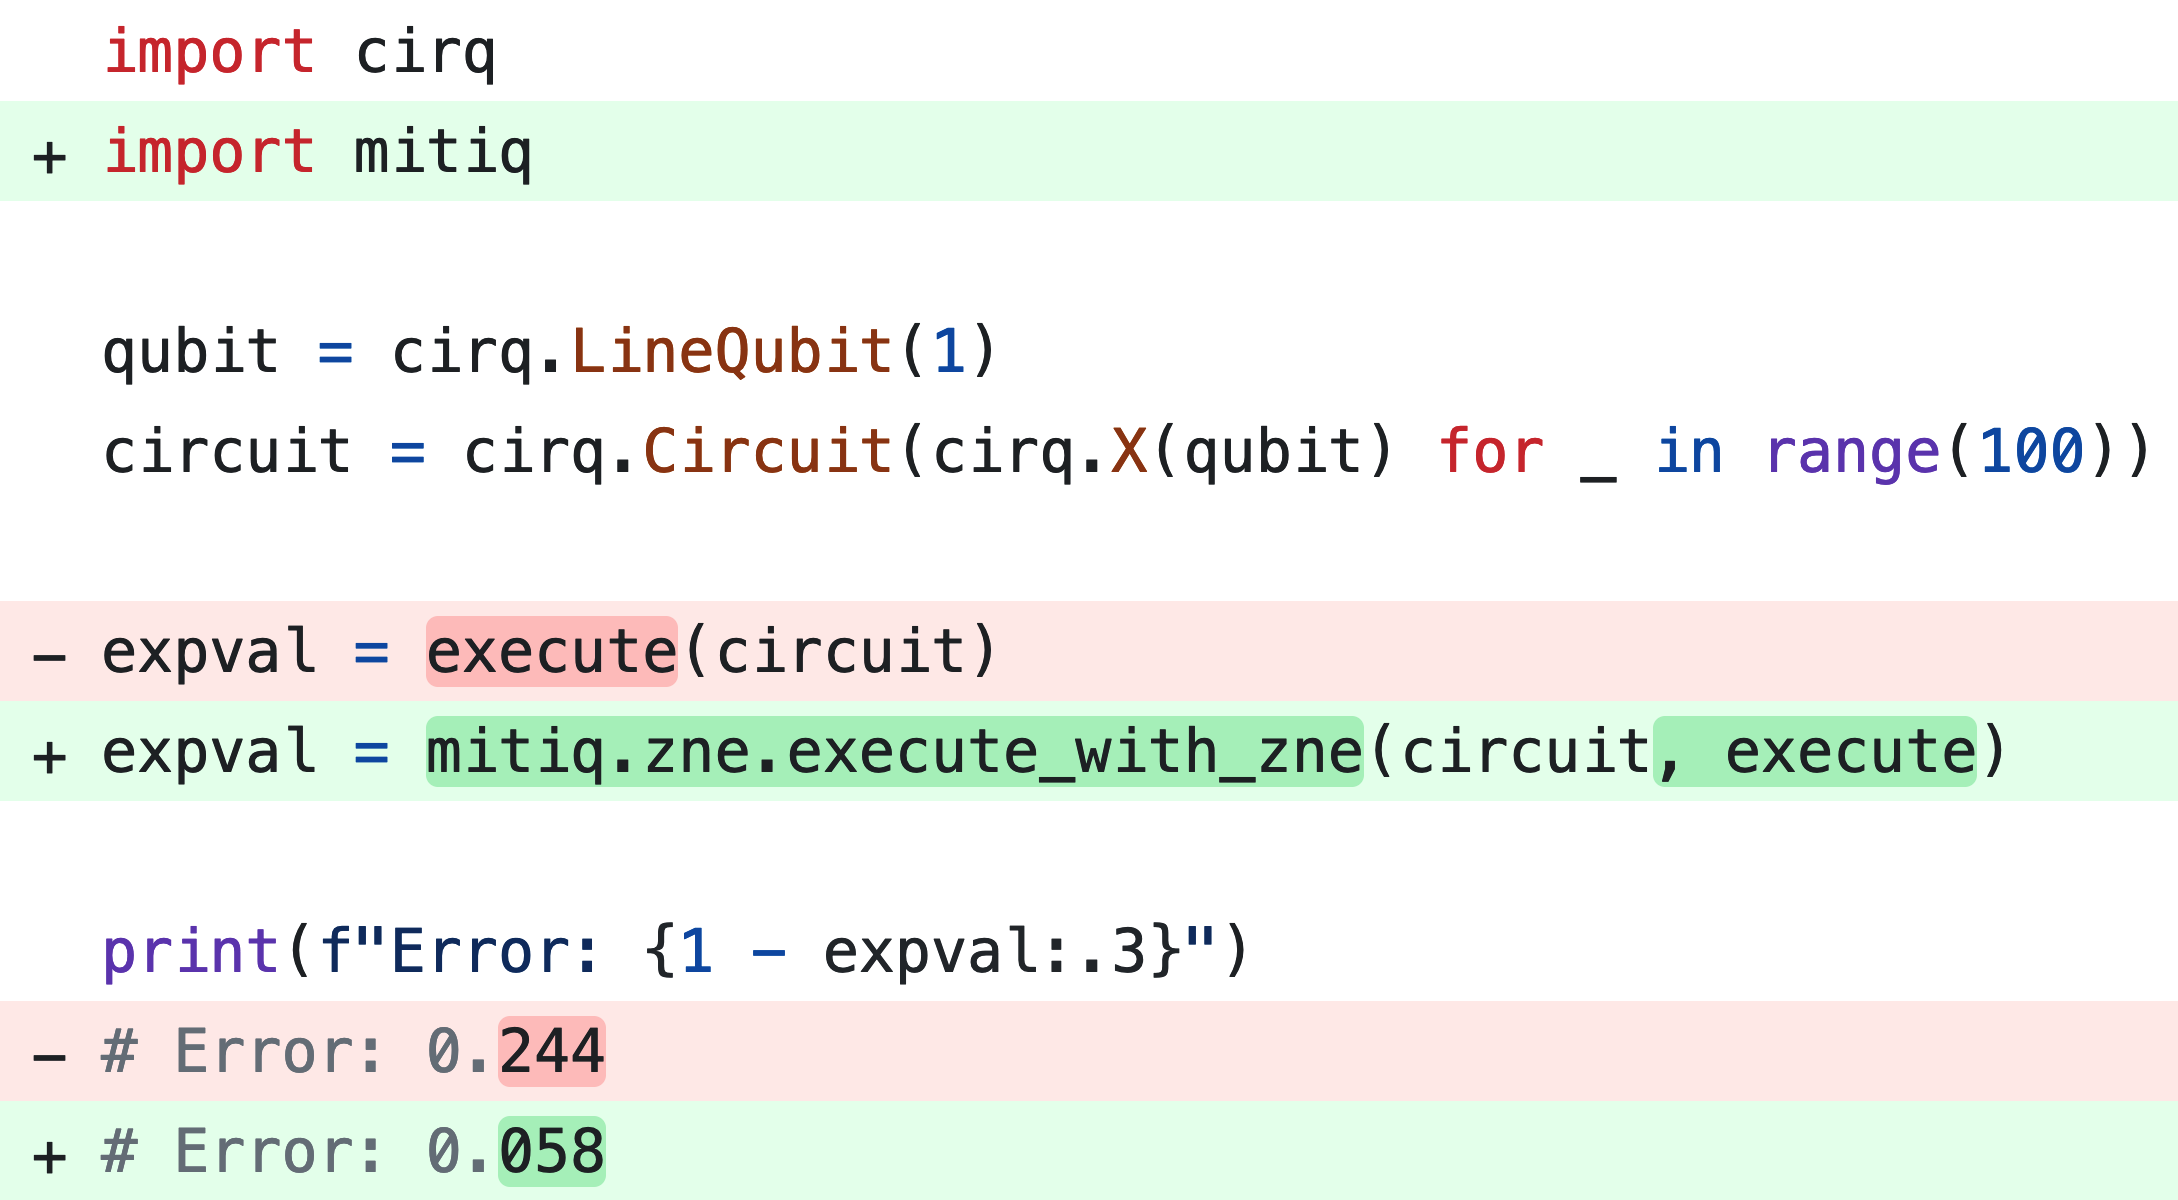 import cirq
+ import mitiq
qubit = cirq.LineQubit(1)
circuit = cirq.Circuit(cirq.X(qubit) for _ in range(100))
- expval = execute(circuit)
+ expval = mitiq.zne.execute_with_zne(circuit, execute)
print(f"Error: {1 - expval:.3}")
- # Error: 0.244
+ # Error: 0.058